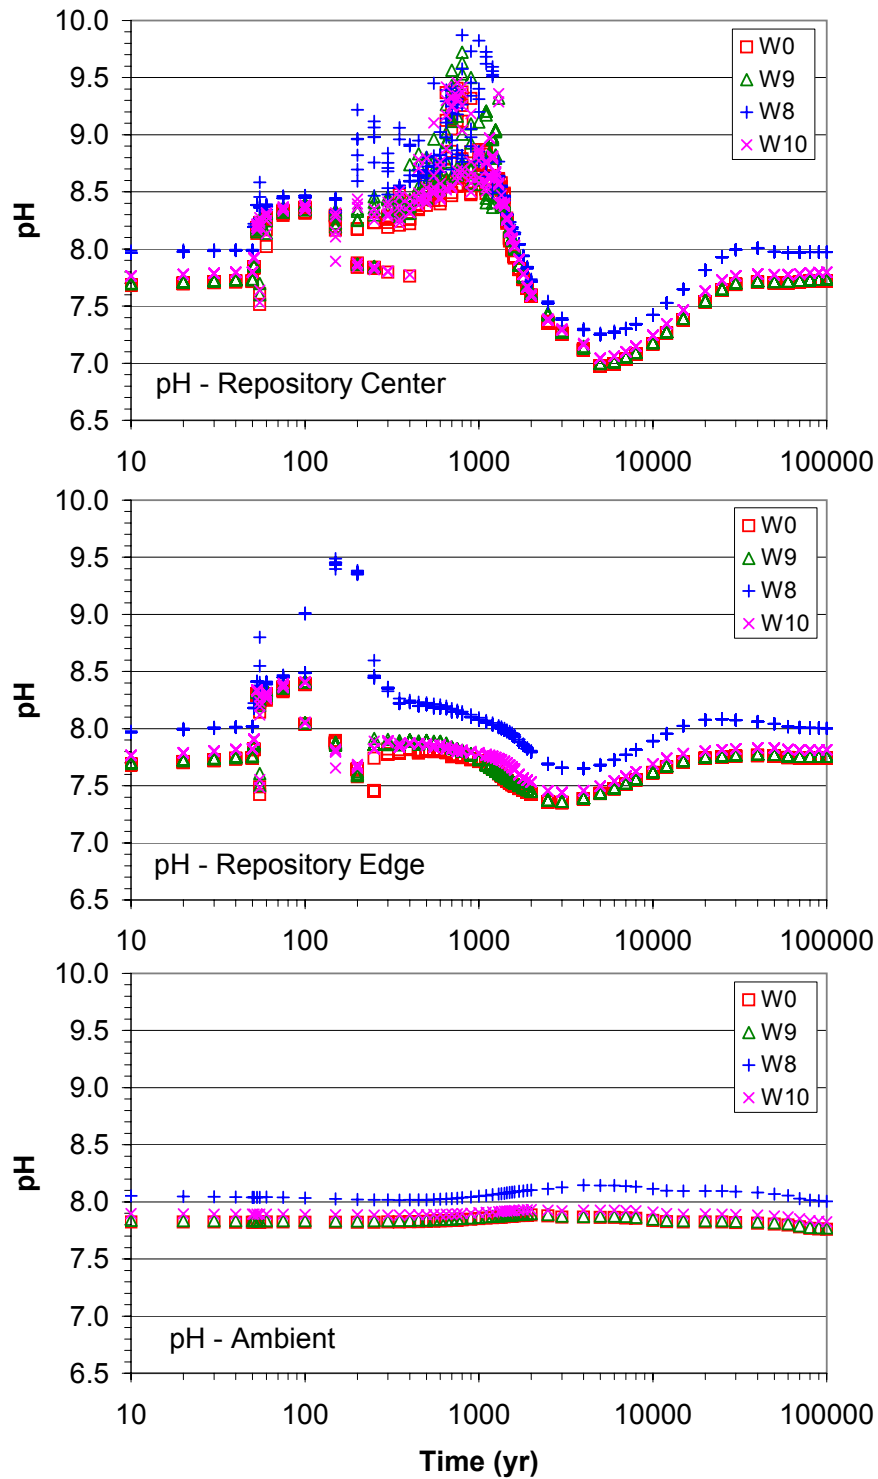 10.0
9.5
9.0
8.5
8.0
7.5
7.0
6.5
pH
W0
W9
W8
W10
pH - Repository Center
10 100 1000 10000 100000
10.0
9.5
9.0
8.5
8.0
7.5
7.0
6.5
pH
W0
W9
W8
W10
pH - Repository Edge
10 100 1000 10000 100000
10.0
9.5
9.0
8.5
8.0
7.5
7.0
6.5
pH
W0
W9
W8
W10
pH - Ambient
10 100 1000 10000 100000
Time (yr)